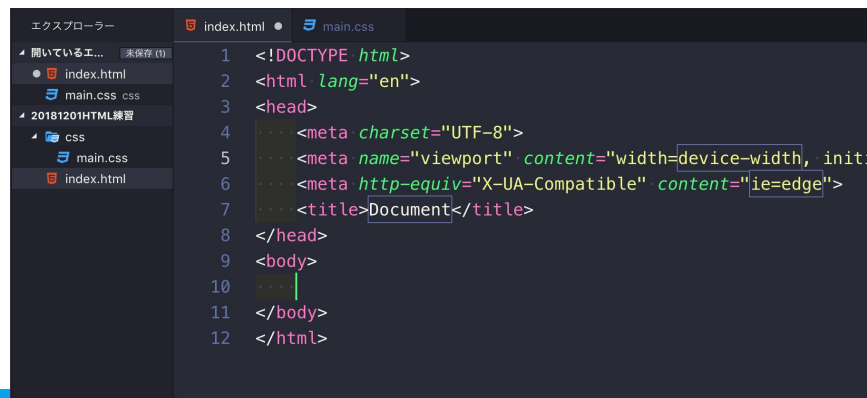 エクスプローラー
開いているエ... 未保存 (1)
index.html
main.css css
20181201HTML練習
css
main.css
index.html
index.html main.css
1 <!DOCTYPE html>
2 <html lang="en">
3 <head>
4 <meta charset="UTF-8">
5 <meta name="viewport" content="width=device-width, initi
6 <meta http-equiv="X-UA-Compatible" content="ie=edge">
7 <title>Document</title>
8 </head>
9 <body>
10
11 </body>
12 </html>